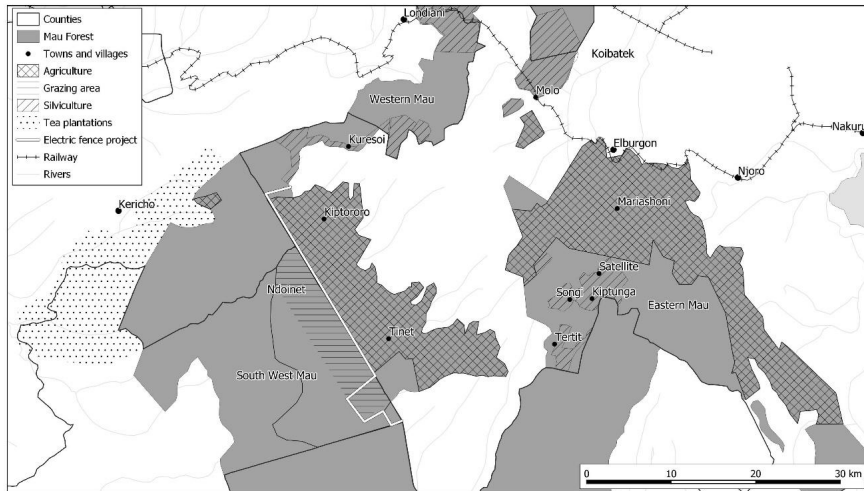 Counties
Mau Forest
Towns and villages
Agriculture
Grazing area
Silviculture
Tea plantations
Electric fence project
Railway
Rivers
Londiani
Koibatek
Molo
Western Mau
Kuresoi
Elburgon
Nakuru
Njoro
Kericho
Kiptororo
Mariashoni
Satellite
Ndoinet
Songi
Kiptunga
Eastern Mau
Tinet
Tertit
South West Mau
0 10 20 30 km